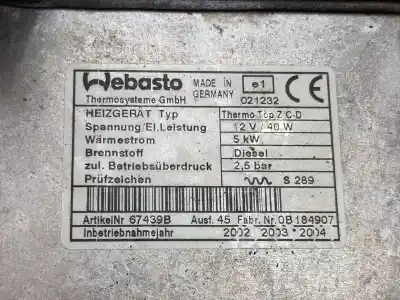 Webasto
Thermosysteme GmbH
MADE IN
GERMANY
e1
021232
CE
HEIZGERÄT Typ Thermo Top Z/C-D
Spannung/El.Leistung 12 V / 40 W
Wärmestrom 5 kW
Brennstoff Diesel
zul. Betriebsüberdruck 2,5 bar
Prüfzeichen S 289
ArtikelNr 67439B Ausf. 45 Fabr. Nr. 0B184907
Inbetriebnahmejahr 2002 2003 * 2004